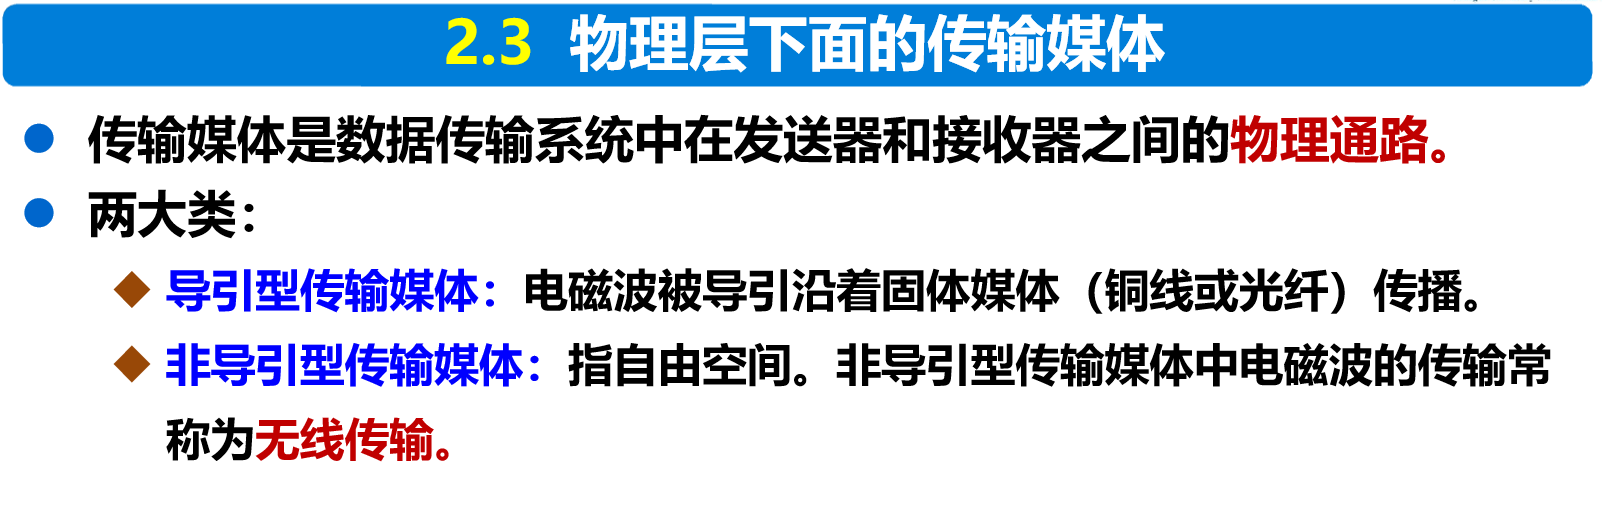 2.3 物理层下面的传输媒体
传输媒体是数据传输系统中在发送器和接收器之间的物理通路。
两大类：
导引型传输媒体：电磁波被导引沿着固体媒体（铜线或光纤）传播。
非导引型传输媒体：指自由空间。非导引型传输媒体中电磁波的传输常
称为无线传输。